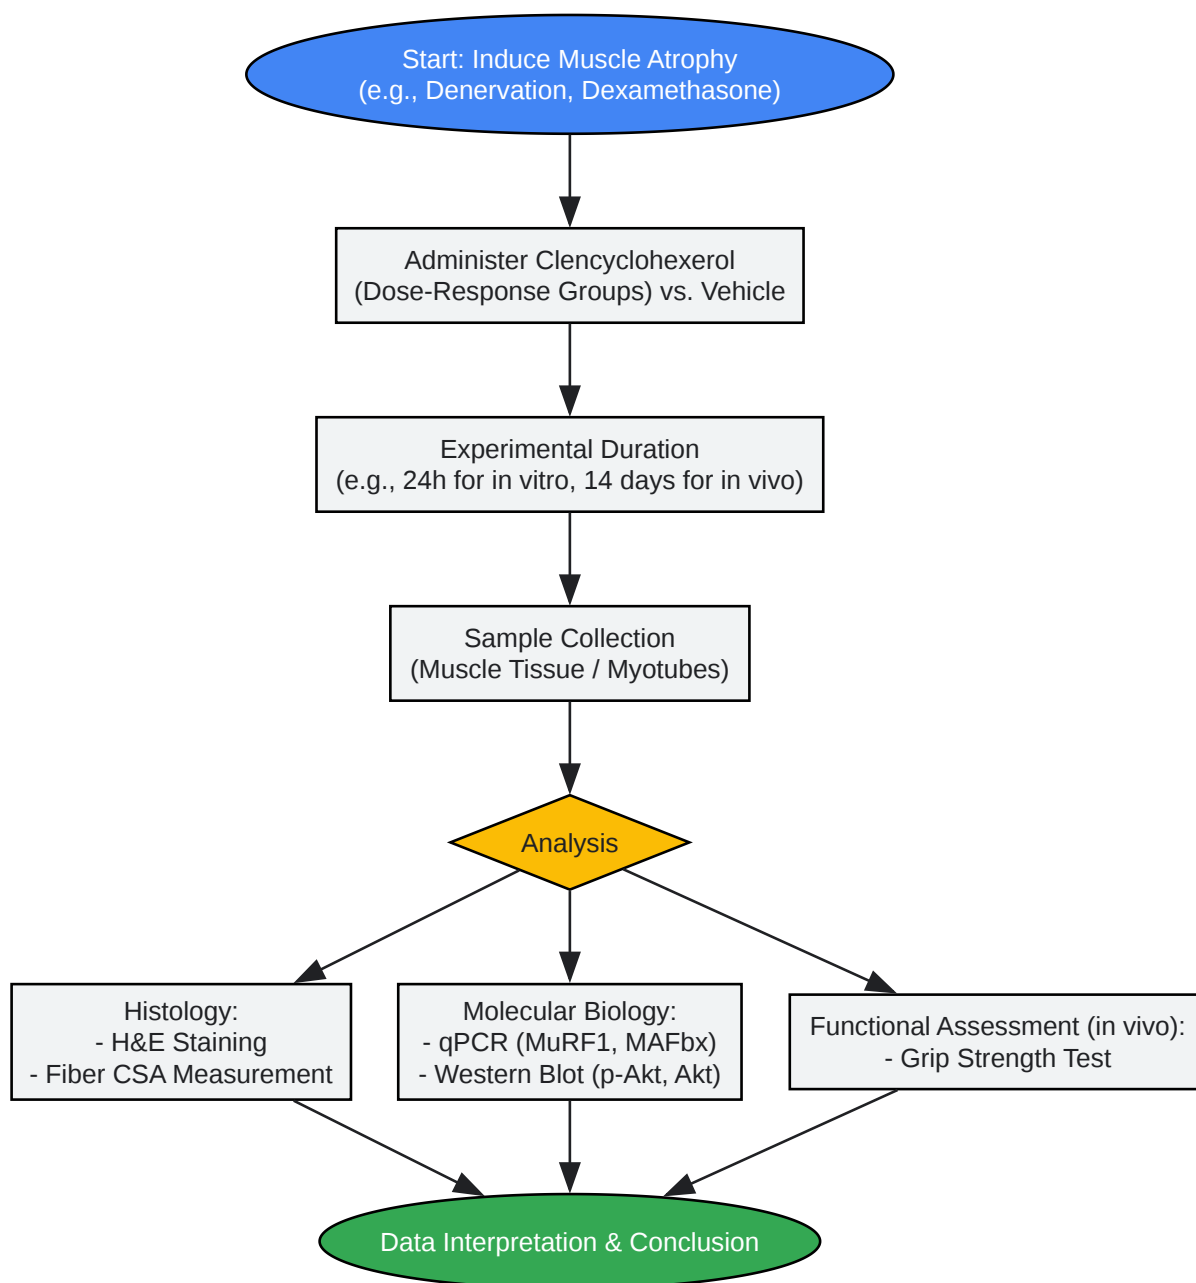 Start: Induce Muscle Atrophy
(e.g., Denervation, Dexamethasone)
Administer Clencyclohexerol
(Dose-Response Groups) vs. Vehicle
Experimental Duration
(e.g., 24h for in vitro, 14 days for in vivo)
Sample Collection
(Muscle Tissue / Myotubes)
Analysis
Histology:
- H&E Staining
- Fiber CSA Measurement
Molecular Biology:
- qPCR (MuRF1, MAFbx)
- Western Blot (p-Akt, Akt)
Functional Assessment (in vivo):
- Grip Strength Test
Data Interpretation & Conclusion